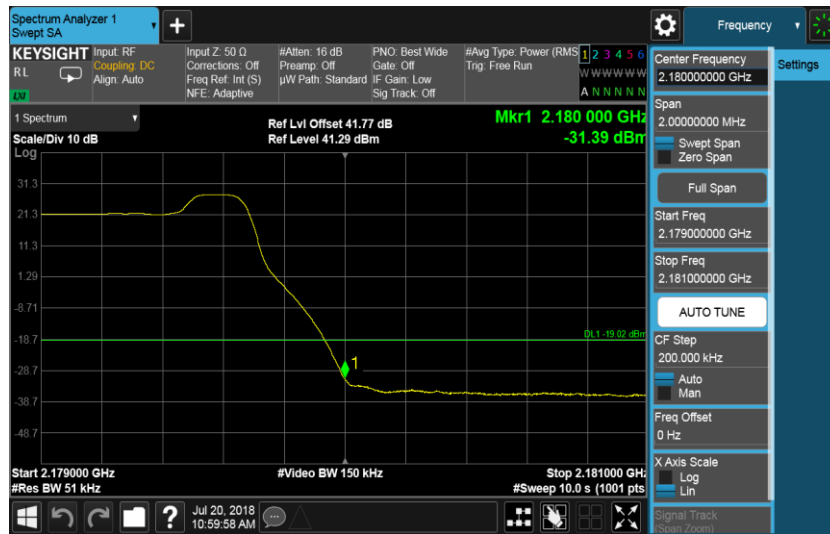 Spectrum Analyzer 1
Swept SA
Frequency
KEYSIGHT
RL
LXI
Input: RF
Coupling: DC
Align: Auto
Input Z: 50 Ω
Corrections: Off
Freq Ref: Int (S)
NFE: Adaptive
#Atten: 16 dB
Preamp: Off
µW Path: Standard
PNO: Best Wide
Gate: Off
IF Gain: Low
Sig Track: Off
#Avg Type: Power (RMS
Trig: Free Run
1 2 3 4 5 6
W W W W W W
A N N N N N
1 Spectrum
Scale/Div 10 dB
Log
Ref Lvl Offset 41.77 dB
Ref Level 41.29 dBm
Mkr1 2.180 000 GHz
-31.39 dBm
31.3
21.3
11.3
1.29
-8.71
-18.7
-28.7
-38.7
-48.7
DL1 -19.02 dBm
1
Start 2.179000 GHz
#Res BW 51 kHz
#Video BW 150 kHz
Stop 2.181000 GHz
#Sweep 10.0 s (1001 pts
Center Frequency
2.180000000 GHz
Settings
Span
2.00000000 MHz
Swept Span
Zero Span
Full Span
Start Freq
2.179000000 GHz
Stop Freq
2.181000000 GHz
AUTO TUNE
CF Step
200.000 kHz
Auto
Man
Freq Offset
0 Hz
X Axis Scale
Log
Lin
Signal Track
(Span Zoom)
Jul 20, 2018
10:59:58 AM